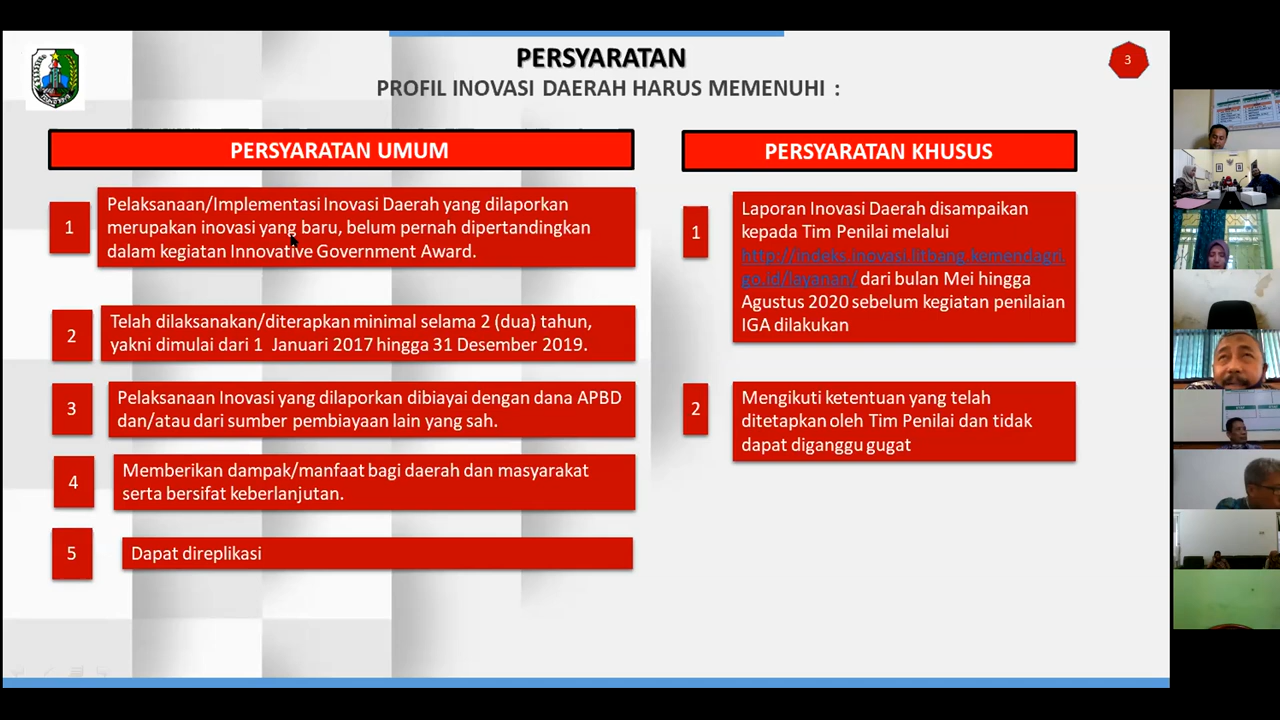 PERSYARATAN
PROFIL INOVASI DAERAH HARUS MEMENUHI :
3
PERSYARATAN UMUM
1
Pelaksanaan/Implementasi Inovasi Daerah yang dilaporkan
merupakan inovasi yang baru, belum pernah dipertandingkan
dalam kegiatan Innovative Government Award.
2
Telah dilaksanakan/diterapkan minimal selama 2 (dua) tahun,
yakni dimulai dari 1 Januari 2017 hingga 31 Desember 2019.
3
Pelaksanaan Inovasi yang dilaporkan dibiayai dengan dana APBD
dan/atau dari sumber pembiayaan lain yang sah.
4
Memberikan dampak/manfaat bagi daerah dan masyarakat
serta bersifat keberlanjutan.
5
Dapat direplikasi
PERSYARATAN KHUSUS
1
Laporan Inovasi Daerah disampaikan
kepada Tim Penilai melalui
http://indeks.inovasi.litbang.kemendagri.
go.id/layanan/ dari bulan Mei hingga
Agustus 2020 sebelum kegiatan penilaian
IGA dilakukan
2
Mengikuti ketentuan yang telah
ditetapkan oleh Tim Penilai dan tidak
dapat diganggu gugat